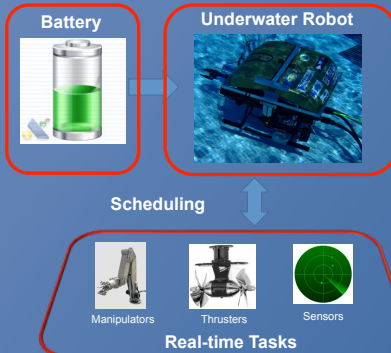 Battery
Underwater Robot
Scheduling
Manipulators
Thrusters
Sensors
Real-time Tasks